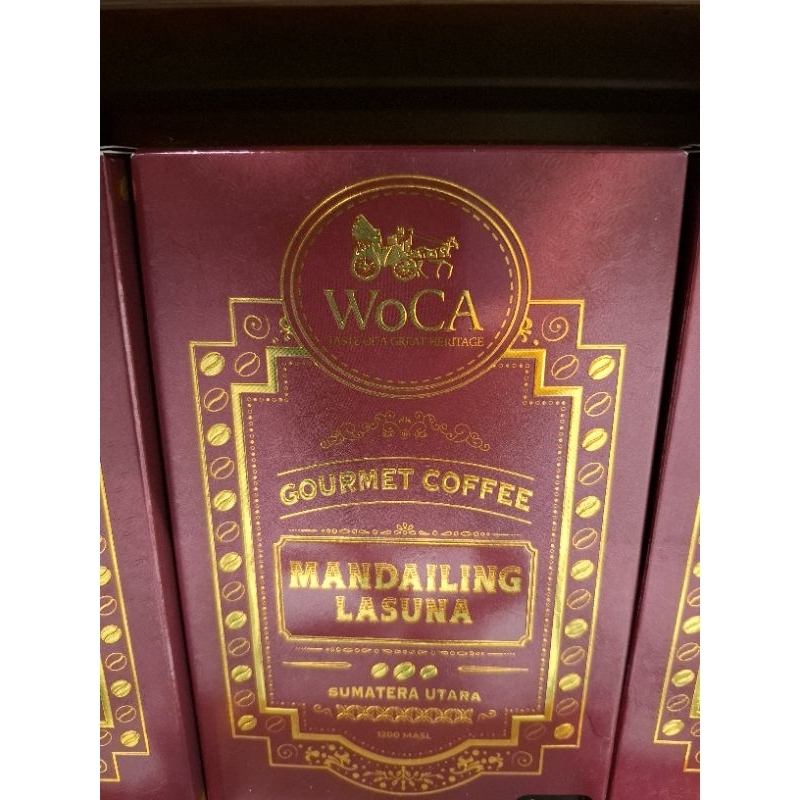 WoCA
TASTE OF A GREAT HERITAGE
GOURMET COFFEE
MANDAILING
LASUNA
SUMATERA UTARA
1200 MASL